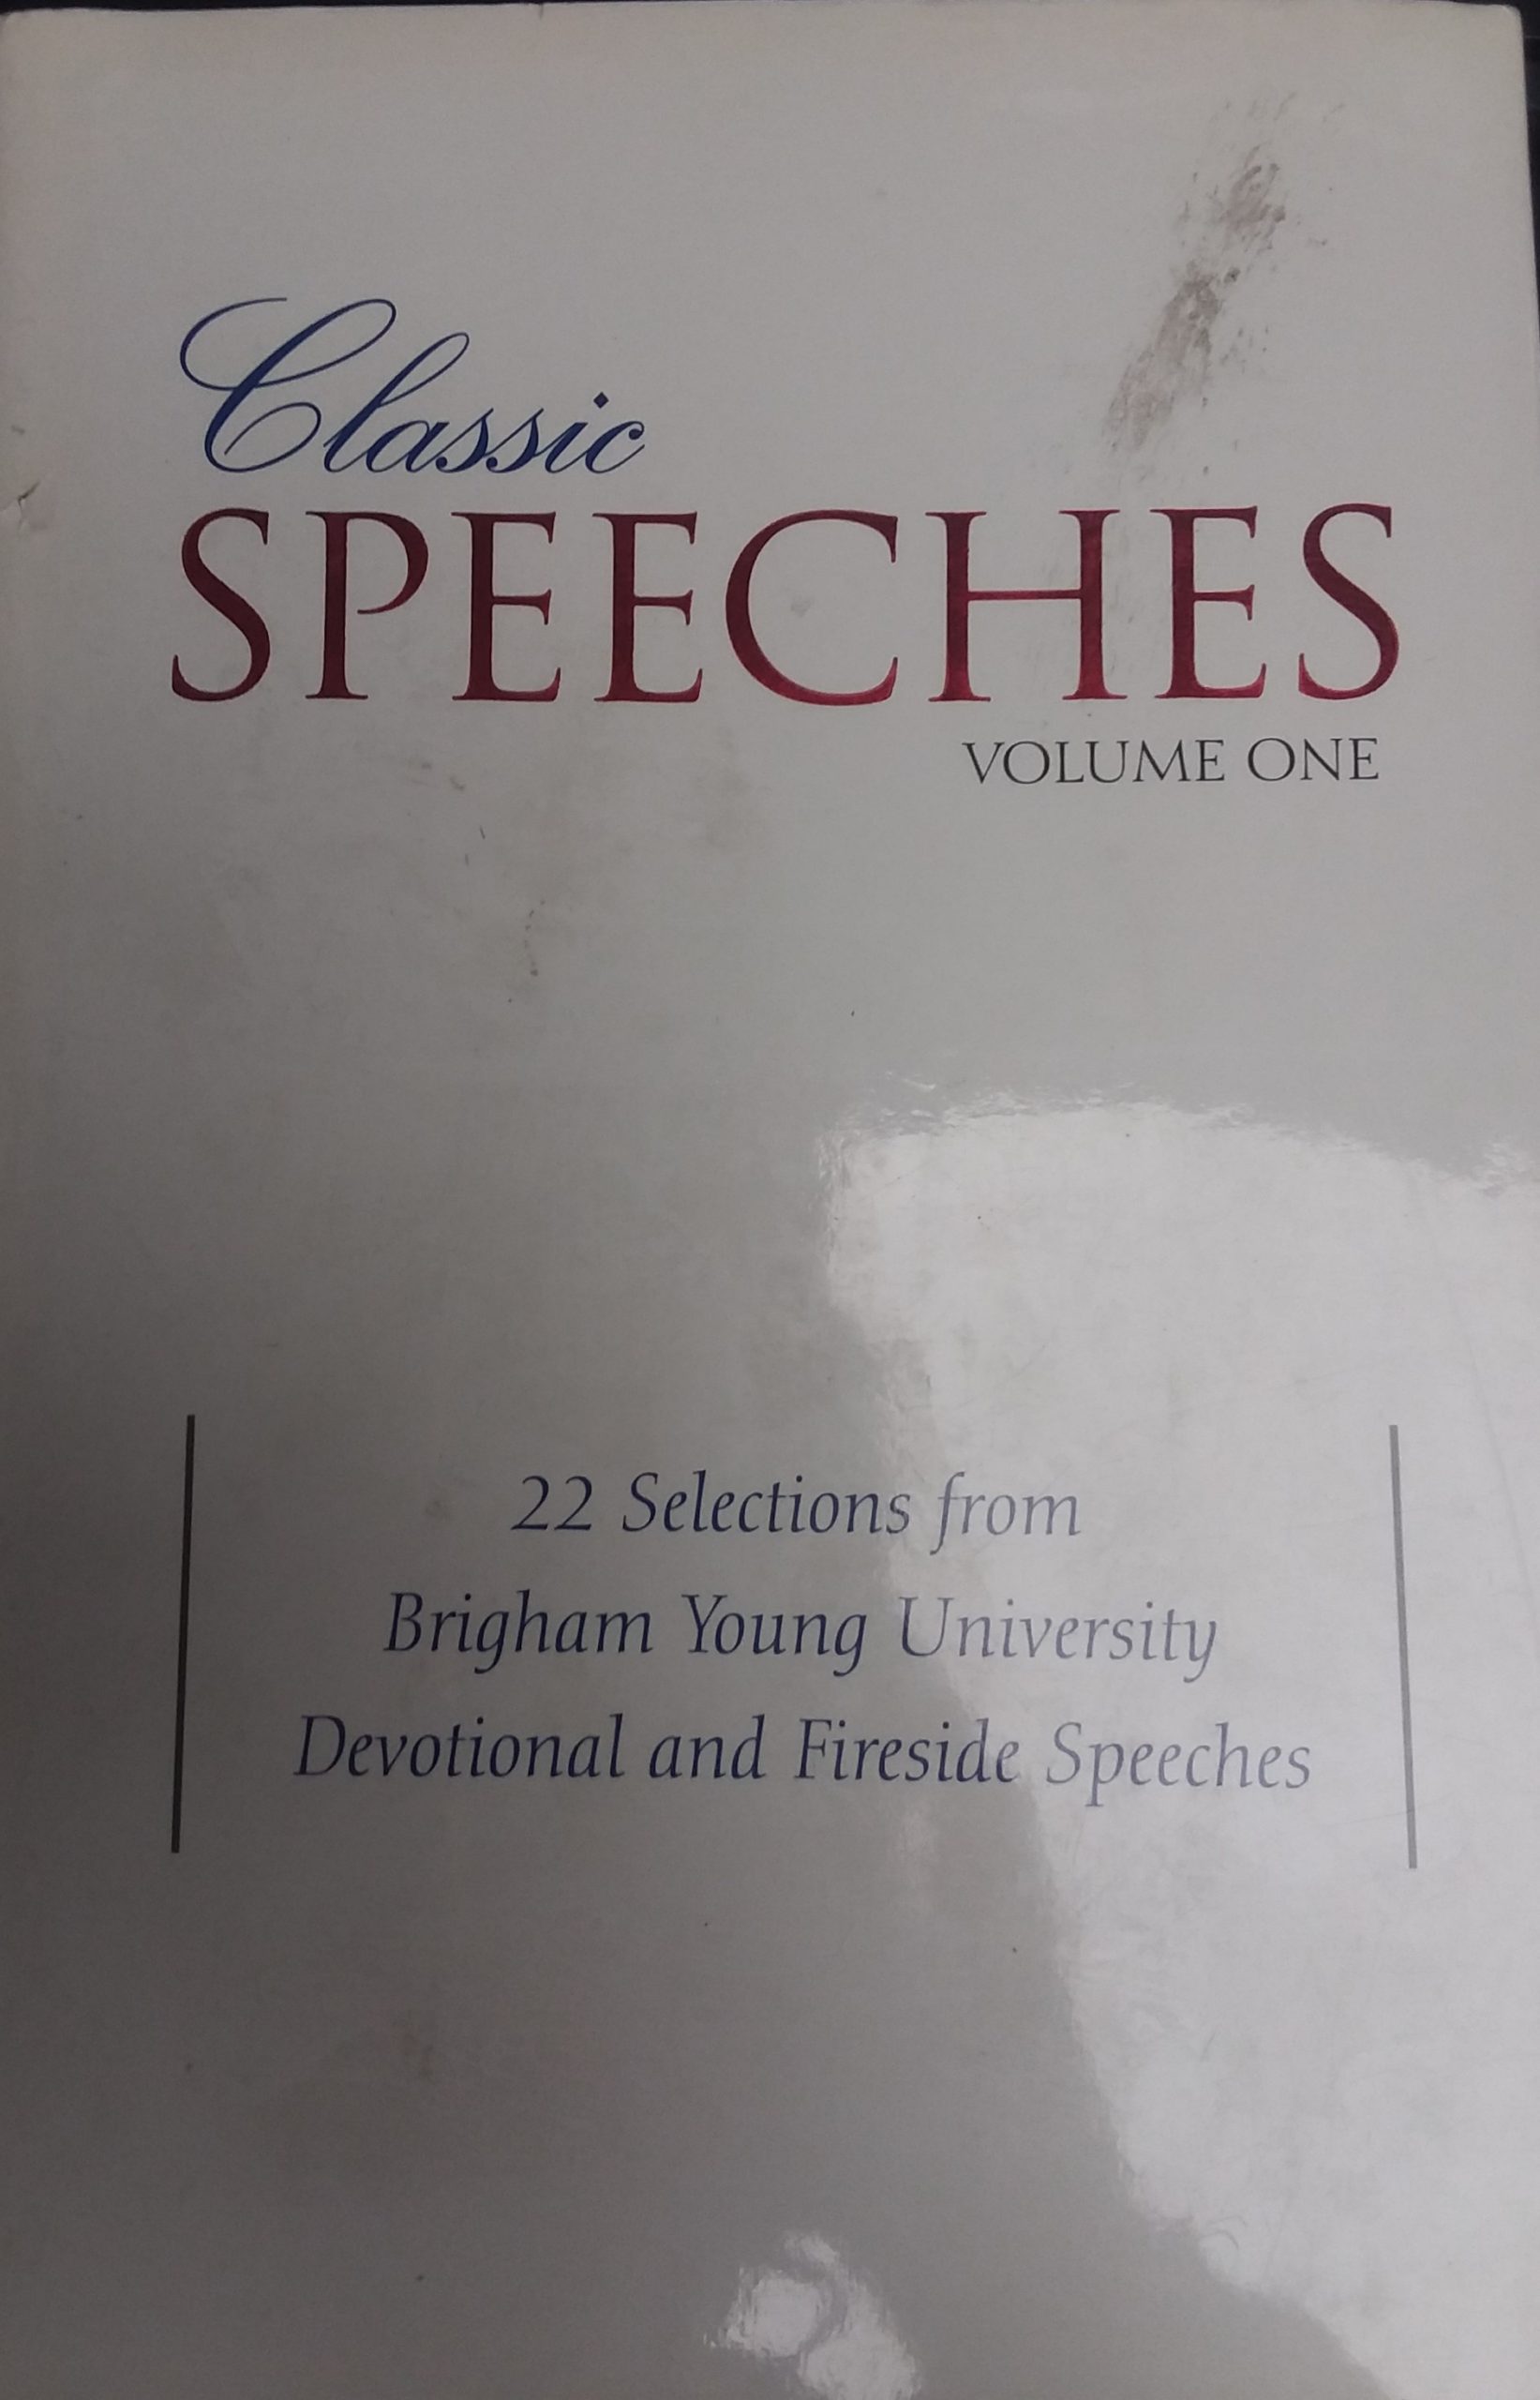 Classic
SPEECHES
VOLUME ONE
22 Selections from
Brigham Young University
Devotional and Fireside Speeches